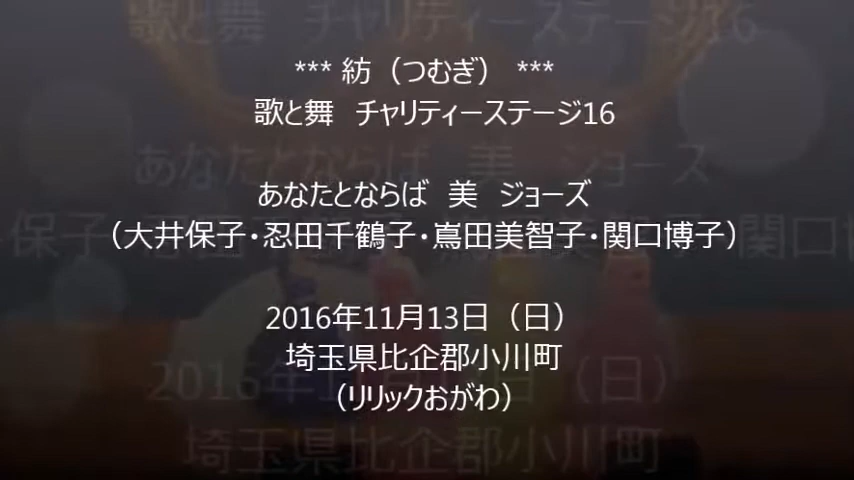 *** 紡（つむぎ） ***
歌と舞　チャリティーステージ16
あなたとならば　美　ジョーズ
（大井保子・忍田千鶴子・嶌田美智子・関口博子）
2016年11月13日（日）
埼玉県比企郡小川町
（リリックおがわ）